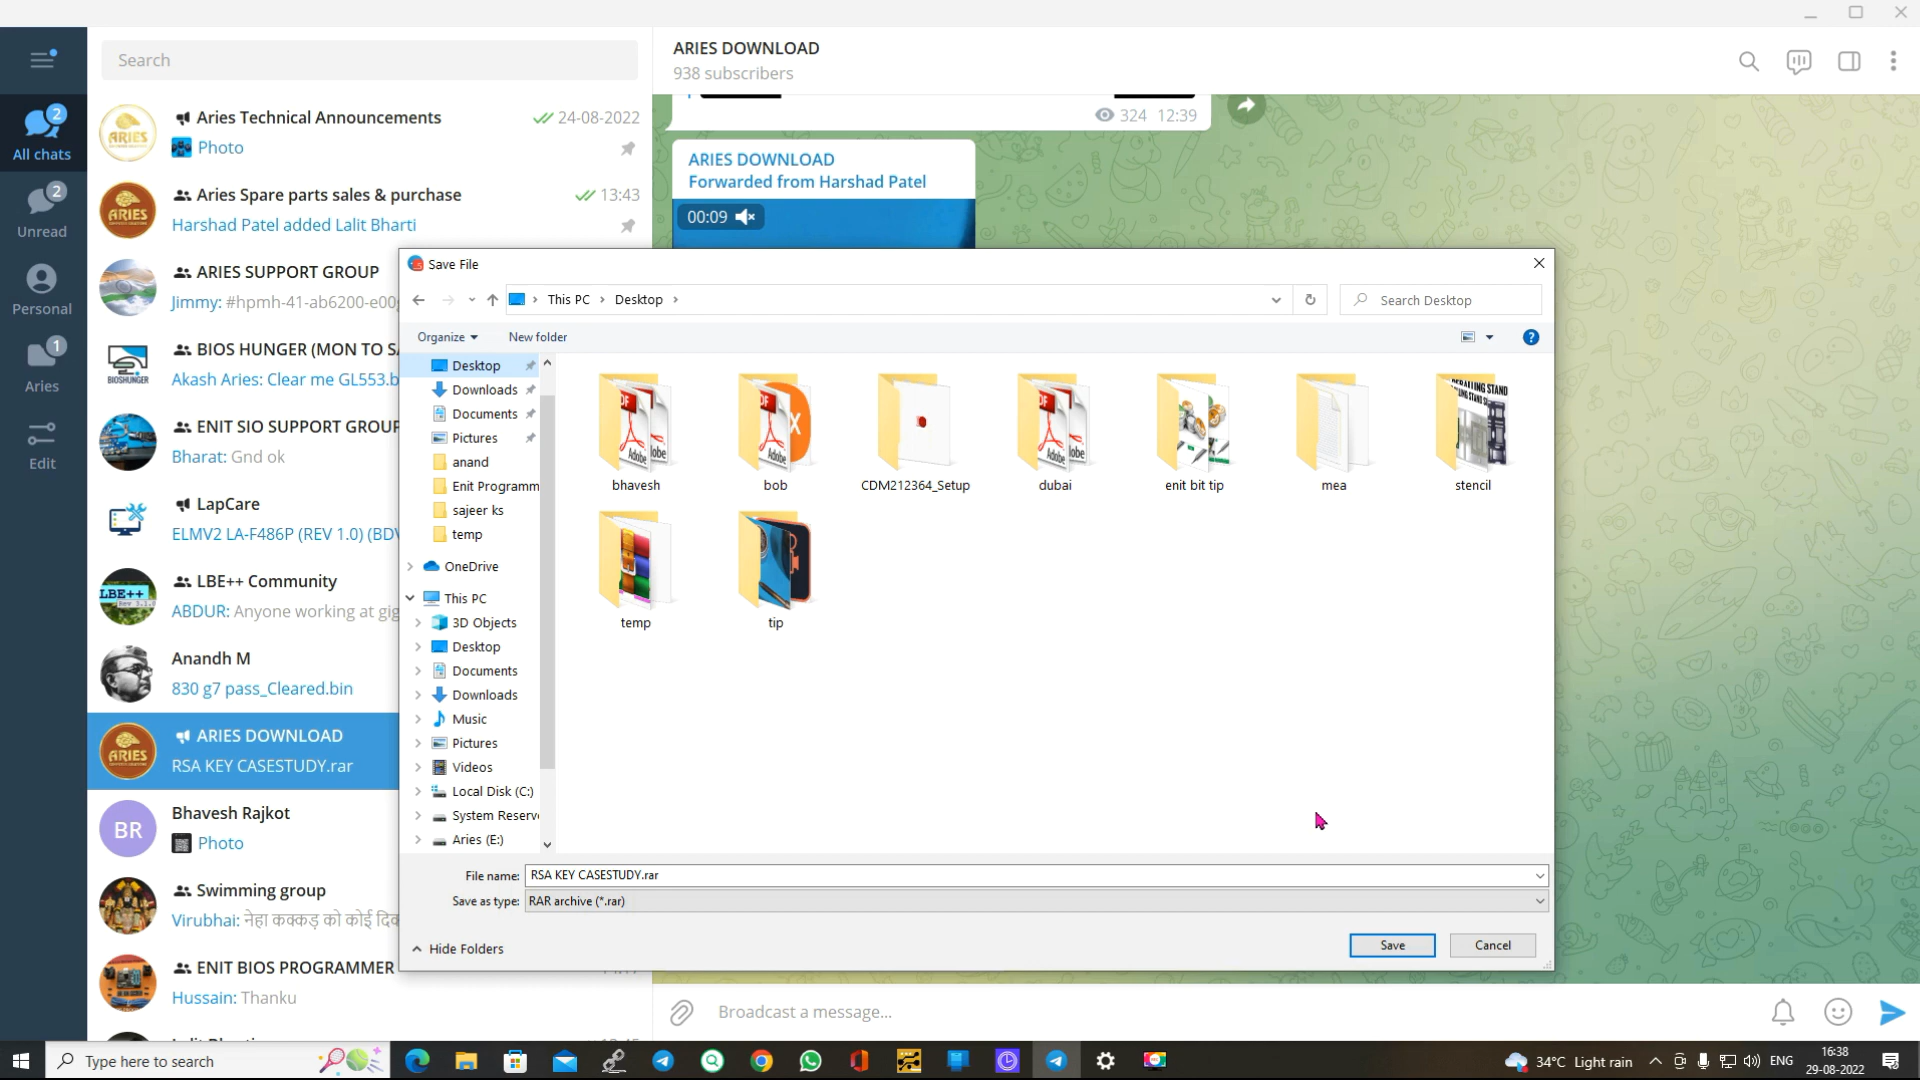 Search
ARIES DOWNLOAD
938 subscribers
2
All chats
2
Unread
Personal
1
Aries
Edit
Aries Technical Announcements
24-08-2022
Photo
Aries Spare parts sales & purchase
13:43
Harshad Patel added Lalit Bharti
ARIES SUPPORT GROUP
Jimmy: #hpmh-41-ab6200-e00
BIOS HUNGER (MON TO SA
Akash Aries: Clear me GL553.b
ENIT SIO SUPPORT GROUP
Bharat: Gnd ok
LapCare
ELMV2 LA-F486P (REV 1.0) (BDV
LBE++ Community
ABDUR: Anyone working at gig
Anandh M
830 g7 pass_Cleared.bin
ARIES DOWNLOAD
RSA KEY CASESTUDY.rar
BR
Bhavesh Rajkot
Photo
Swimming group
Virubhai: नेहा कक्कड़ को कोई दिव
ENIT BIOS PROGRAMMER
Hussain: Thanku
324 12:39
ARIES DOWNLOAD
Forwarded from Harshad Patel
00:09
Save File
This PC
Desktop
Search Desktop
Organize
New folder
Desktop
Downloads
Documents
Pictures
anand
Enit Programm
sajeer ks
temp
OneDrive
This PC
3D Objects
Desktop
Documents
Downloads
Music
Pictures
Videos
Local Disk (C:)
System Reserv
Aries (E:)
bhavesh
bob
CDM212364_Setup
dubai
enit bit tip
mea
stencil
temp
tip
File name: RSA KEY CASESTUDY.rar
Save as type: RAR archive (*.rar)
Hide Folders
Save
Cancel
Broadcast a message...
Type here to search
34°C Light rain
ENG
16:38
29-08-2022